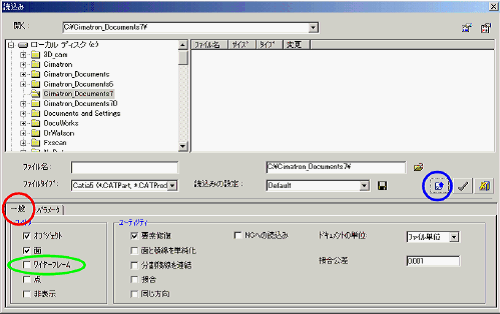 読込み
開く: C:¥Cimatron_Documents7¥
ローカル ディスク (c:)
3D_cam
Cimatron
Cimatron_Documents
Cimatron_Documents6
Cimatron_Documents7
Cimatron_Documents70
Documents and Settings
DocuWorks
DrWatson
Fxscan
ファイル名 サイズ タイプ 変更
ファイル名: C:¥Cimatron_Documents7¥
ファイルタイプ: Catia5 (*.CATPart, *.CATProd 読込みの設定: Default
一般 パラメータ
フィルタ
オブジェクト
面
ワイヤーフレーム
点
非表示
ユーティリティ
要素修復
面と稜線を単純化
分割稜線を連結
接合
同じ方向
NCへの読込み
ドキュメントの単位 ファイル単位
接合公差 0.001